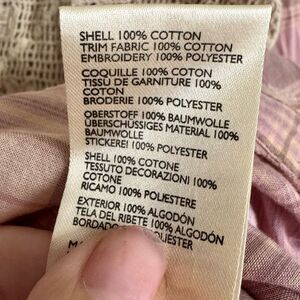 SHELL 100% COTTON
TRIM FABRIC 100% COTTON
EMBROIDERY 100% POLYESTER
COQUILLE 100% COTON
TISSU DE GARNITURE 100%
COTON
BRODERIE 100% POLYESTER
OBERSTOFF 100% BAUMWOLLE
ÜBERSCHÜSSIGES MATERIAL 100%
BAUMWOLLE
STICKEREI 100% POLYESTER
SHELL 100% COTONE
TESSUTO DECORAZIONI 100%
COTONE
RICAMO 100% POLIESTERE
EXTERIOR 100% ALGODÓN
TELA DEL RIBETE 100% ALGODÓN
BORDADO